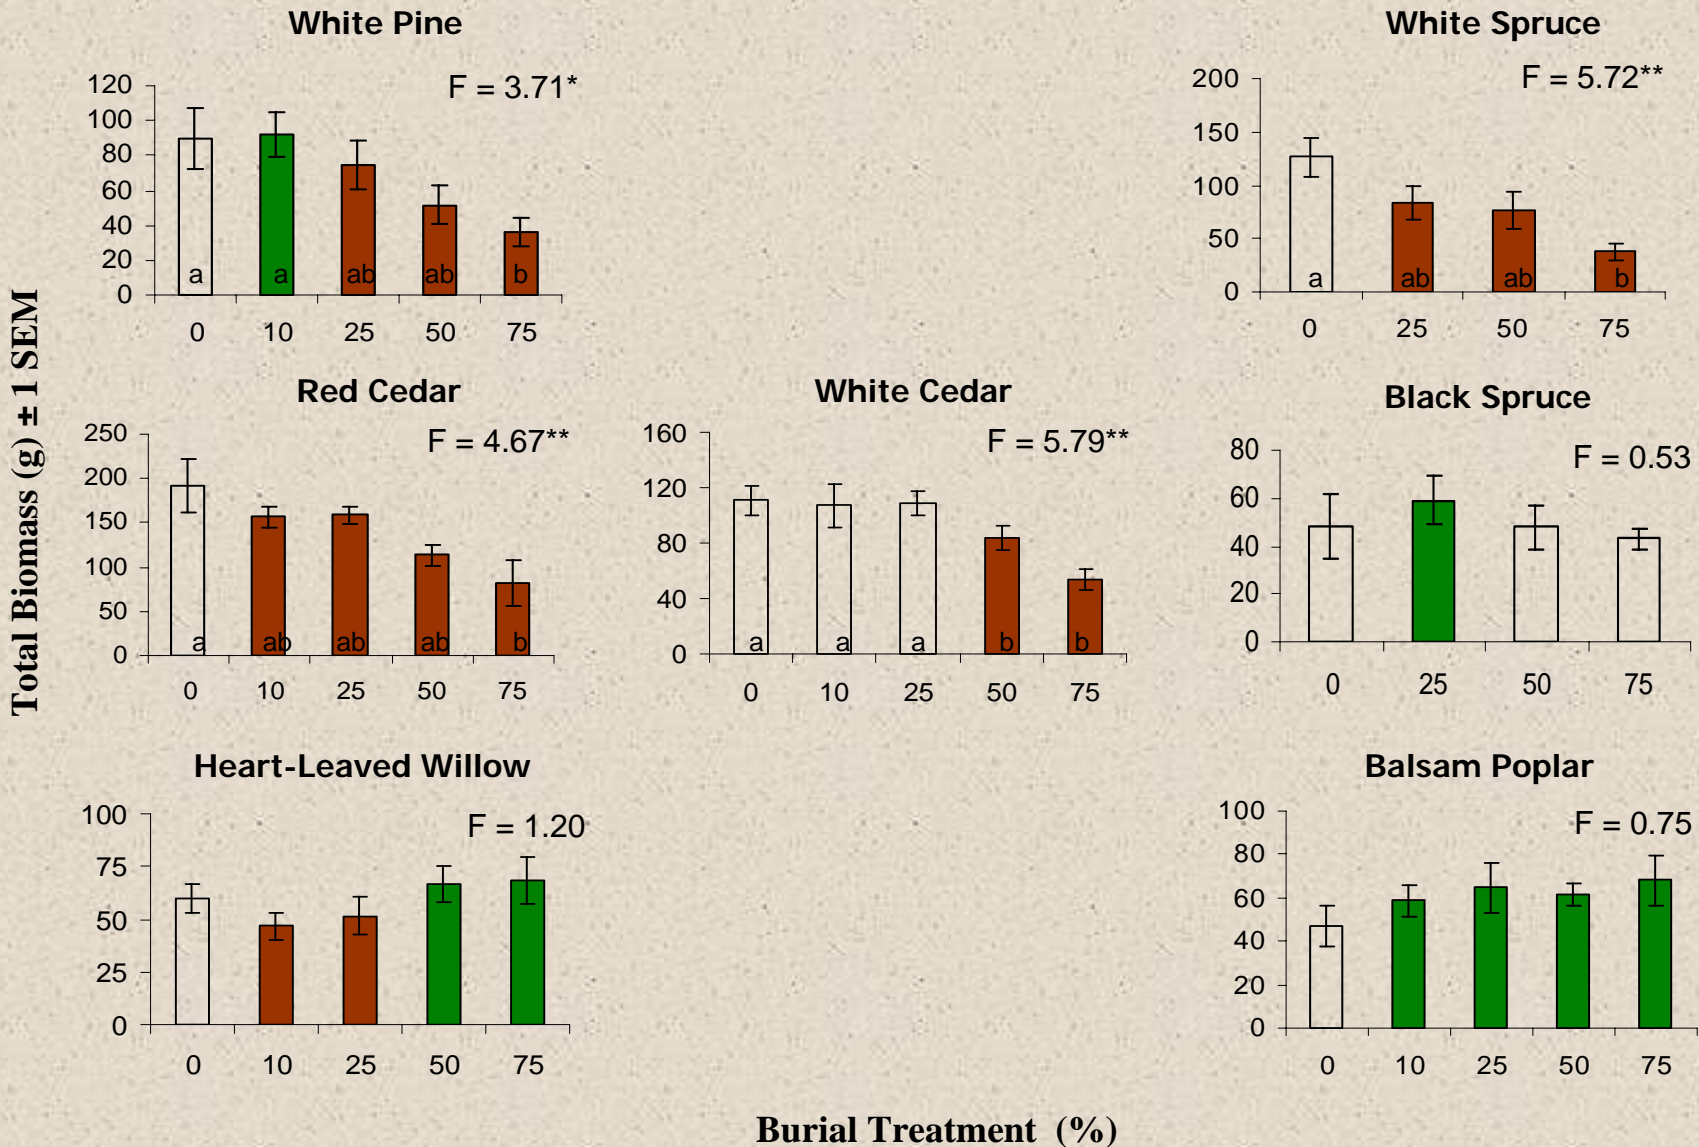 White Pine
F = 3.71*
120
100
80
60
40
20
0
a
a
ab
ab
b
0 10 25 50 75
White Spruce
F = 5.72**
200
150
100
50
0
a
ab
ab
b
0 25 50 75
Total Biomass (g) ± 1 SEM
Red Cedar
F = 4.67**
250
200
150
100
50
0
a
ab
ab
ab
b
0 10 25 50 75
White Cedar
F = 5.79**
160
120
80
40
0
a
a
a
b
b
0 10 25 50 75
Black Spruce
F = 0.53
80
60
40
20
0
0 25 50 75
Heart-Leaved Willow
F = 1.20
100
75
50
25
0
0 10 25 50 75
Balsam Poplar
F = 0.75
100
80
60
40
20
0
0 10 25 50 75
Burial Treatment (%)